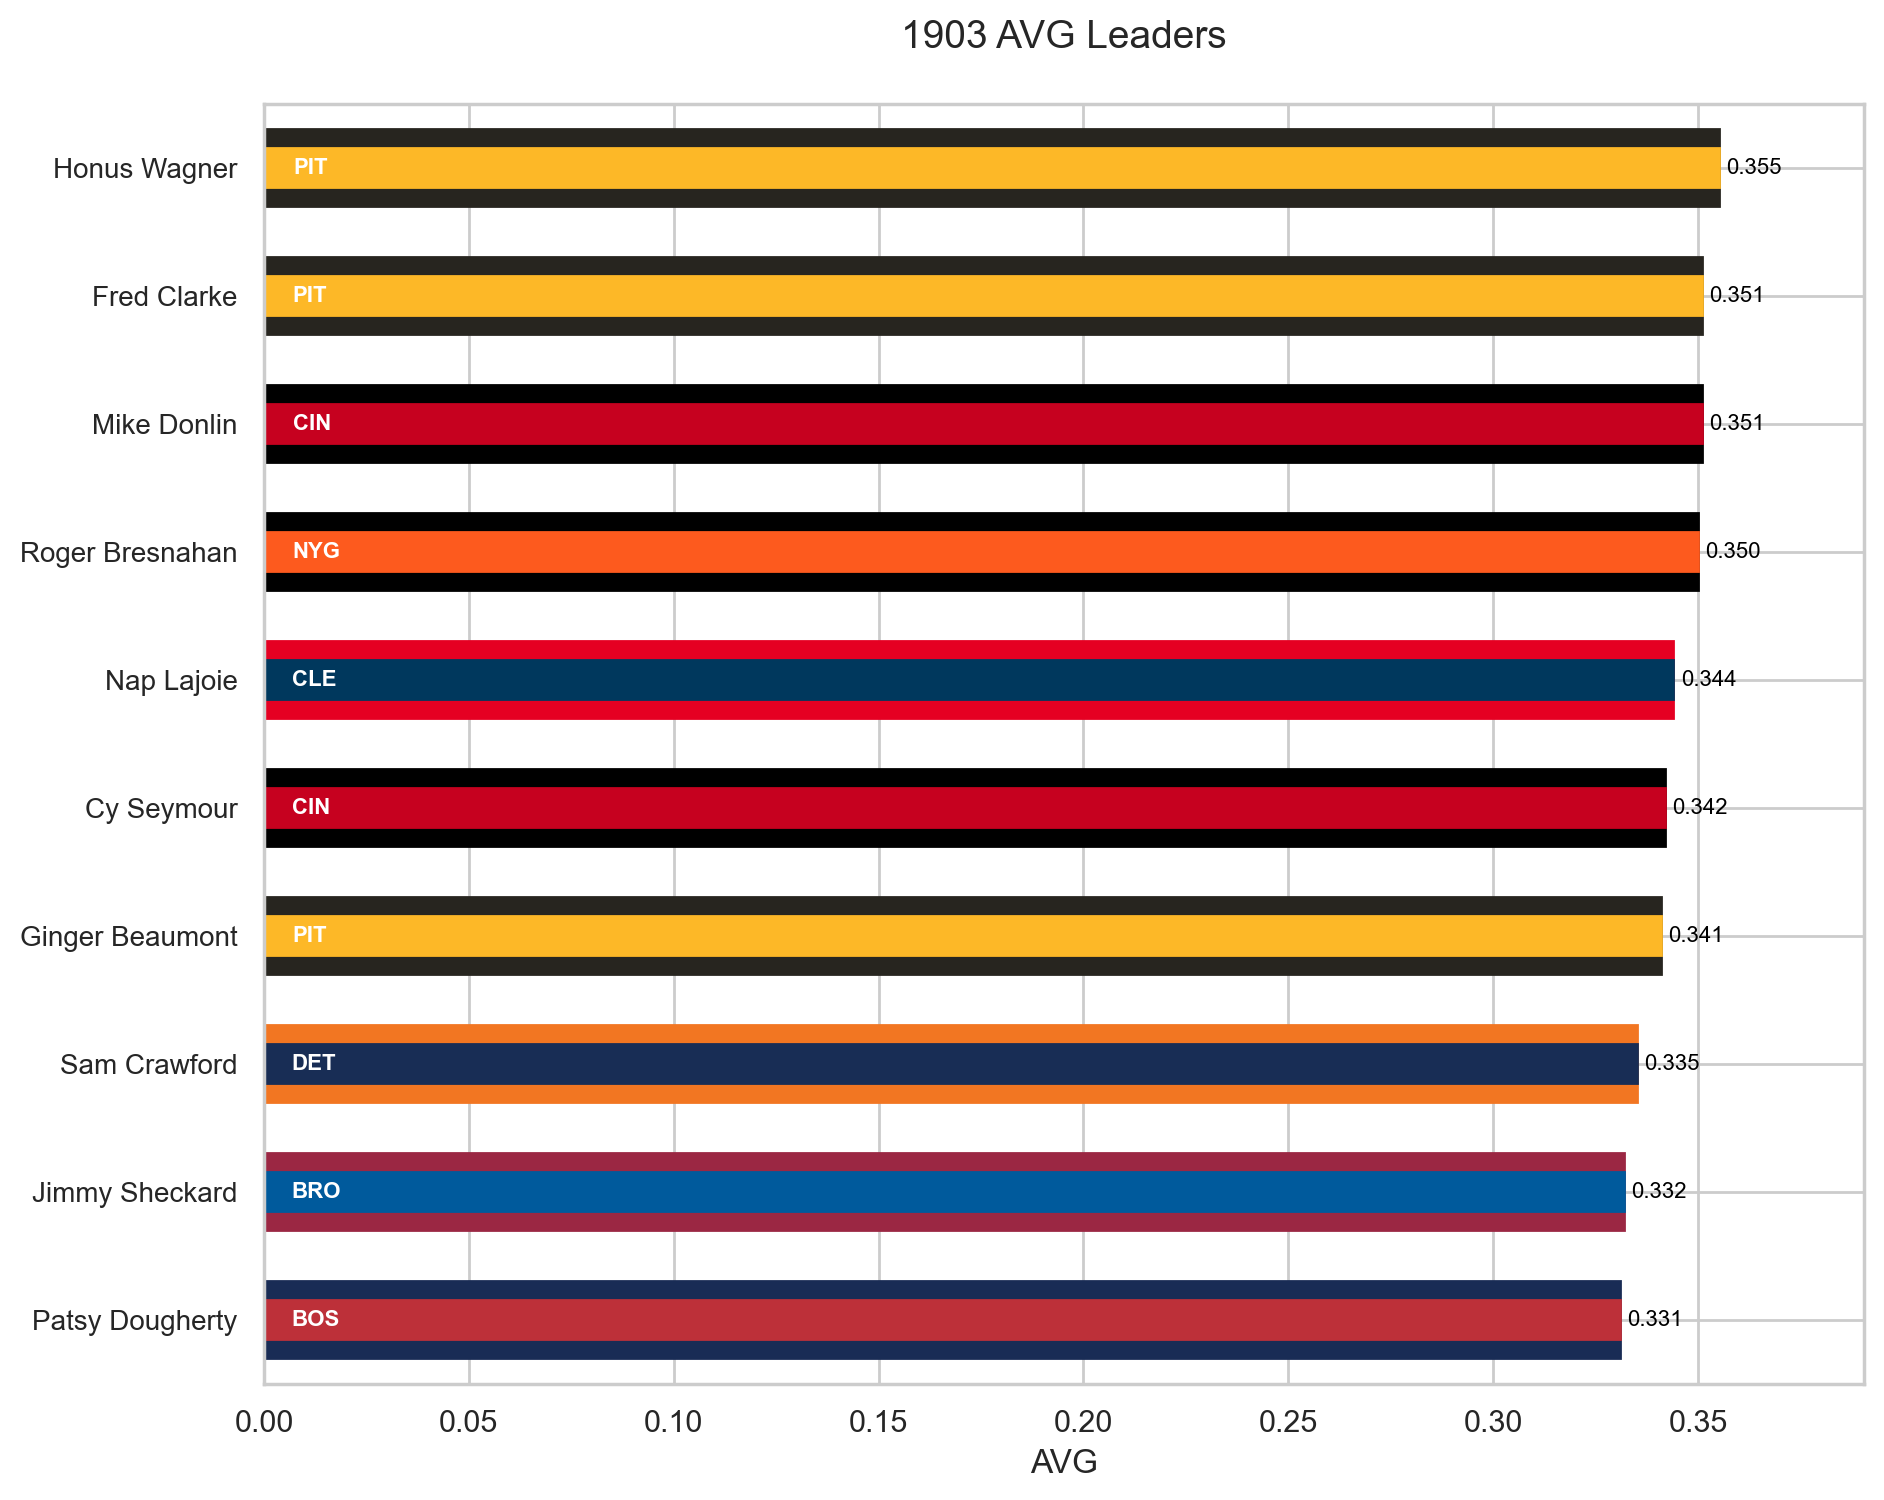 1903 AVG Leaders
Honus Wagner PIT 0.355
Fred Clarke PIT 0.351
Mike Donlin CIN 0.351
Roger Bresnahan NYG 0.350
Nap Lajoie CLE 0.344
Cy Seymour CIN 0.342
Ginger Beaumont PIT 0.341
Sam Crawford DET 0.335
Jimmy Sheckard BRO 0.332
Patsy Dougherty BOS 0.331
0.00 0.05 0.10 0.15 0.20 0.25 0.30 0.35
AVG